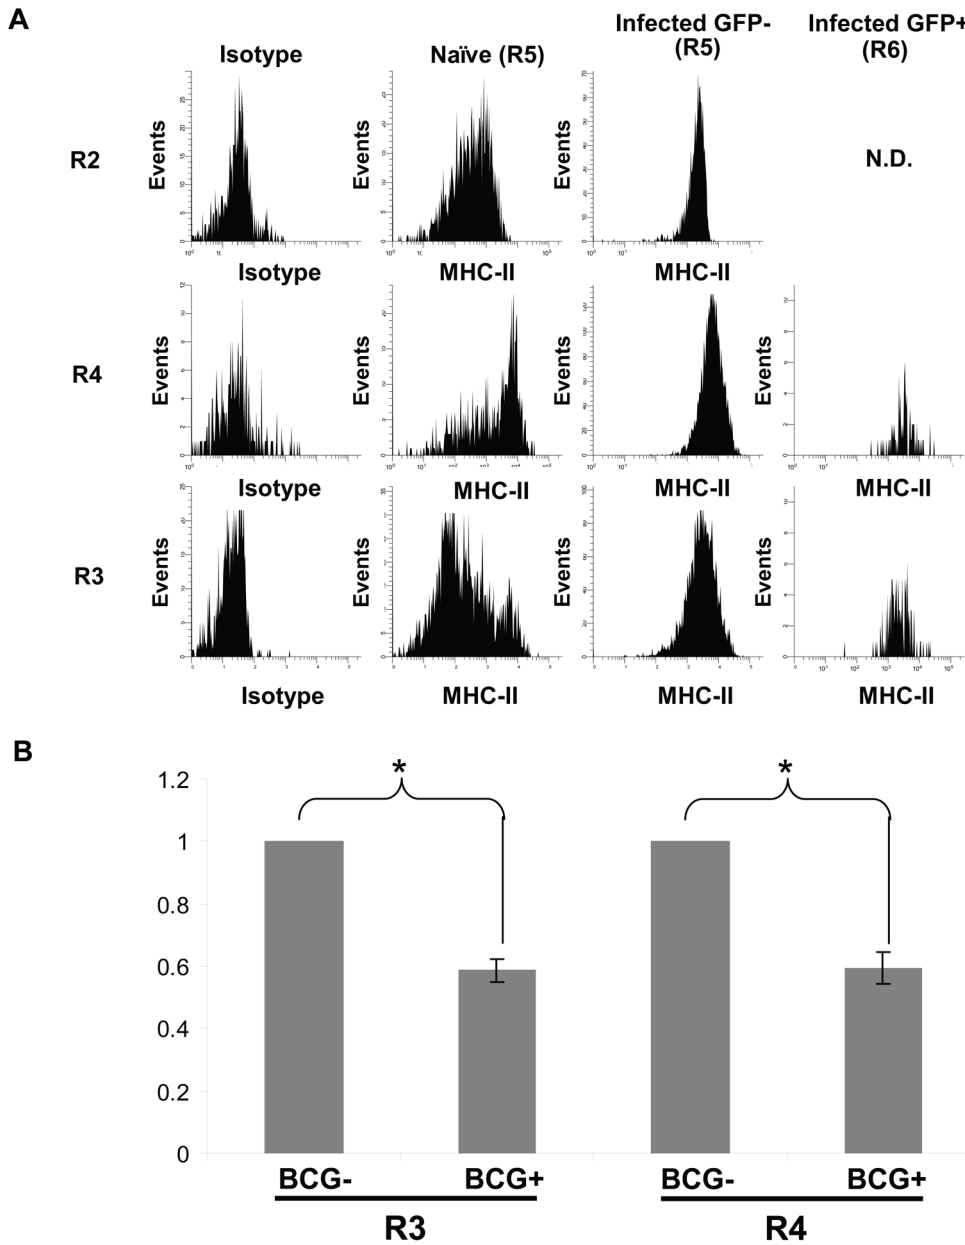 A
Isotype
Naïve (R5)
Infected GFP-
(R5)
Infected GFP+
(R6)
R2
Events
Events
Events
N.D.
Isotype
MHC-II
MHC-II
R4
Events
Events
Events
Events
Isotype
MHC-II
MHC-II
MHC-II
R3
Events
Events
Events
Events
Isotype
MHC-II
MHC-II
MHC-II
B
1.2
1
0.8
0.6
0.4
0.2
0
*
*
BCG-
BCG+
BCG-
BCG+
R3
R4